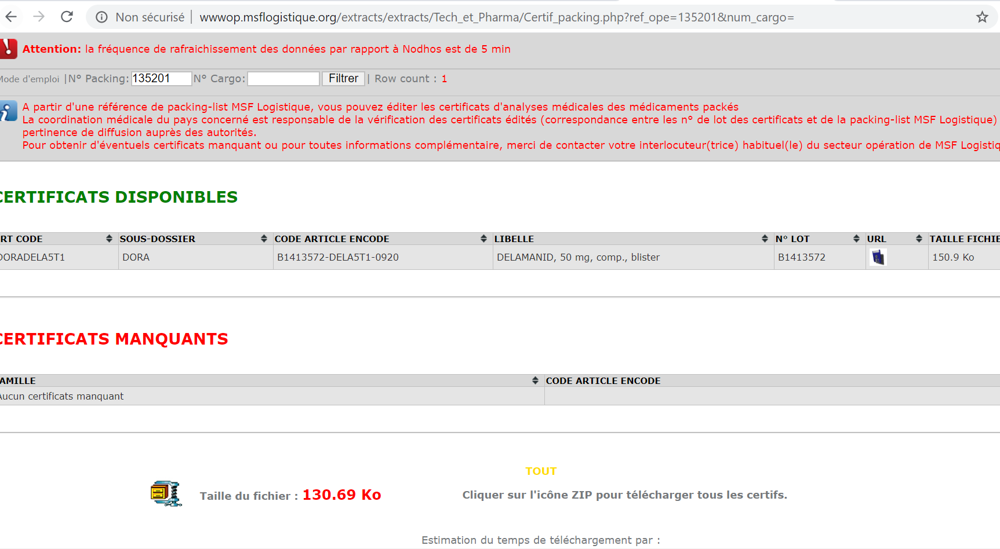 Non sécurisé | wwwop.msflogistique.org/extracts/extracts/Tech_et_Pharma/Certif_packing.php?ref_ope=135201&num_cargo=
Attention: la fréquence de rafraichissement des données par rapport à Nodhos est de 5 min
Mode d'emploi |N° Packing: 135201 N° Cargo: Filtrer | Row count : 1
A partir d'une référence de packing-list MSF Logistique, vous pouvez éditer les certificats d'analyses médicales des médicaments packés
La coordination médicale du pays concerné est responsable de la vérification des certificats édités (correspondance entre les n° de lot des certificats et de la packing-list MSF Logistique)
pertinence de diffusion auprès des autorités.
Pour obtenir d'éventuels certificats manquant ou pour toutes informations complémentaire, merci de contacter votre interlocuteur(trice) habituel(le) du secteur opération de MSF Logistiq
CERTIFICATS DISPONIBLES
RT CODE SOUS-DOSSIER CODE ARTICLE ENCODE LIBELLE N° LOT URL TAILLE FICHIE
DORADELA5T1 DORA B1413572-DELA5T1-0920 DELAMANID, 50 mg, comp., blister B1413572 150.9 Ko
CERTIFICATS MANQUANTS
AMILLE CODE ARTICLE ENCODE
Aucun certificats manquant
TOUT
Taille du fichier : 130.69 Ko Cliquer sur l'icône ZIP pour télécharger tous les certifs.
Estimation du temps de téléchargement par :